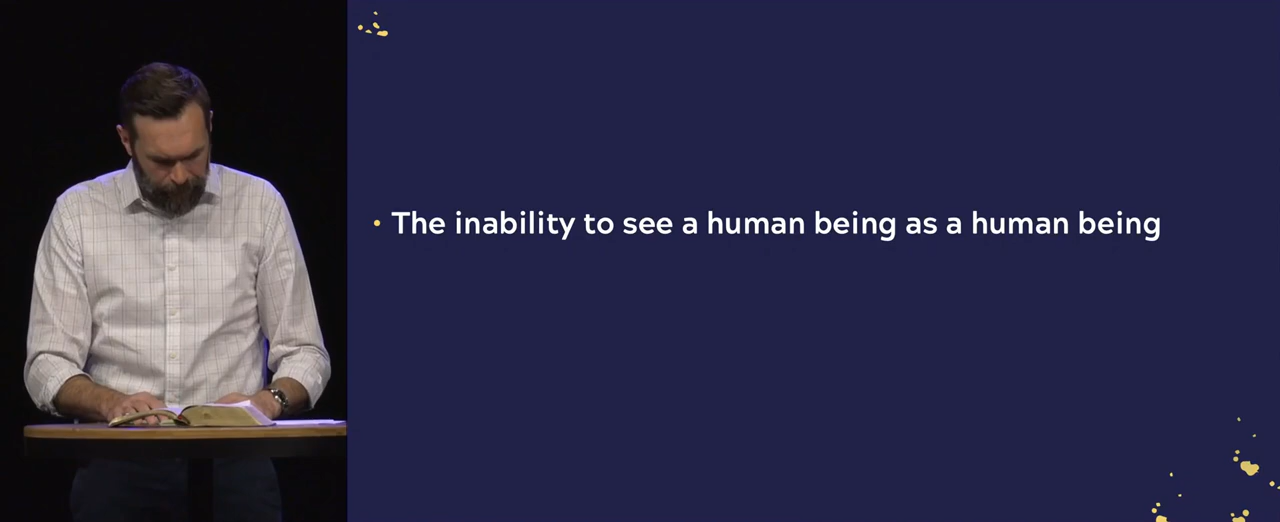 • The inability to see a human being as a human being